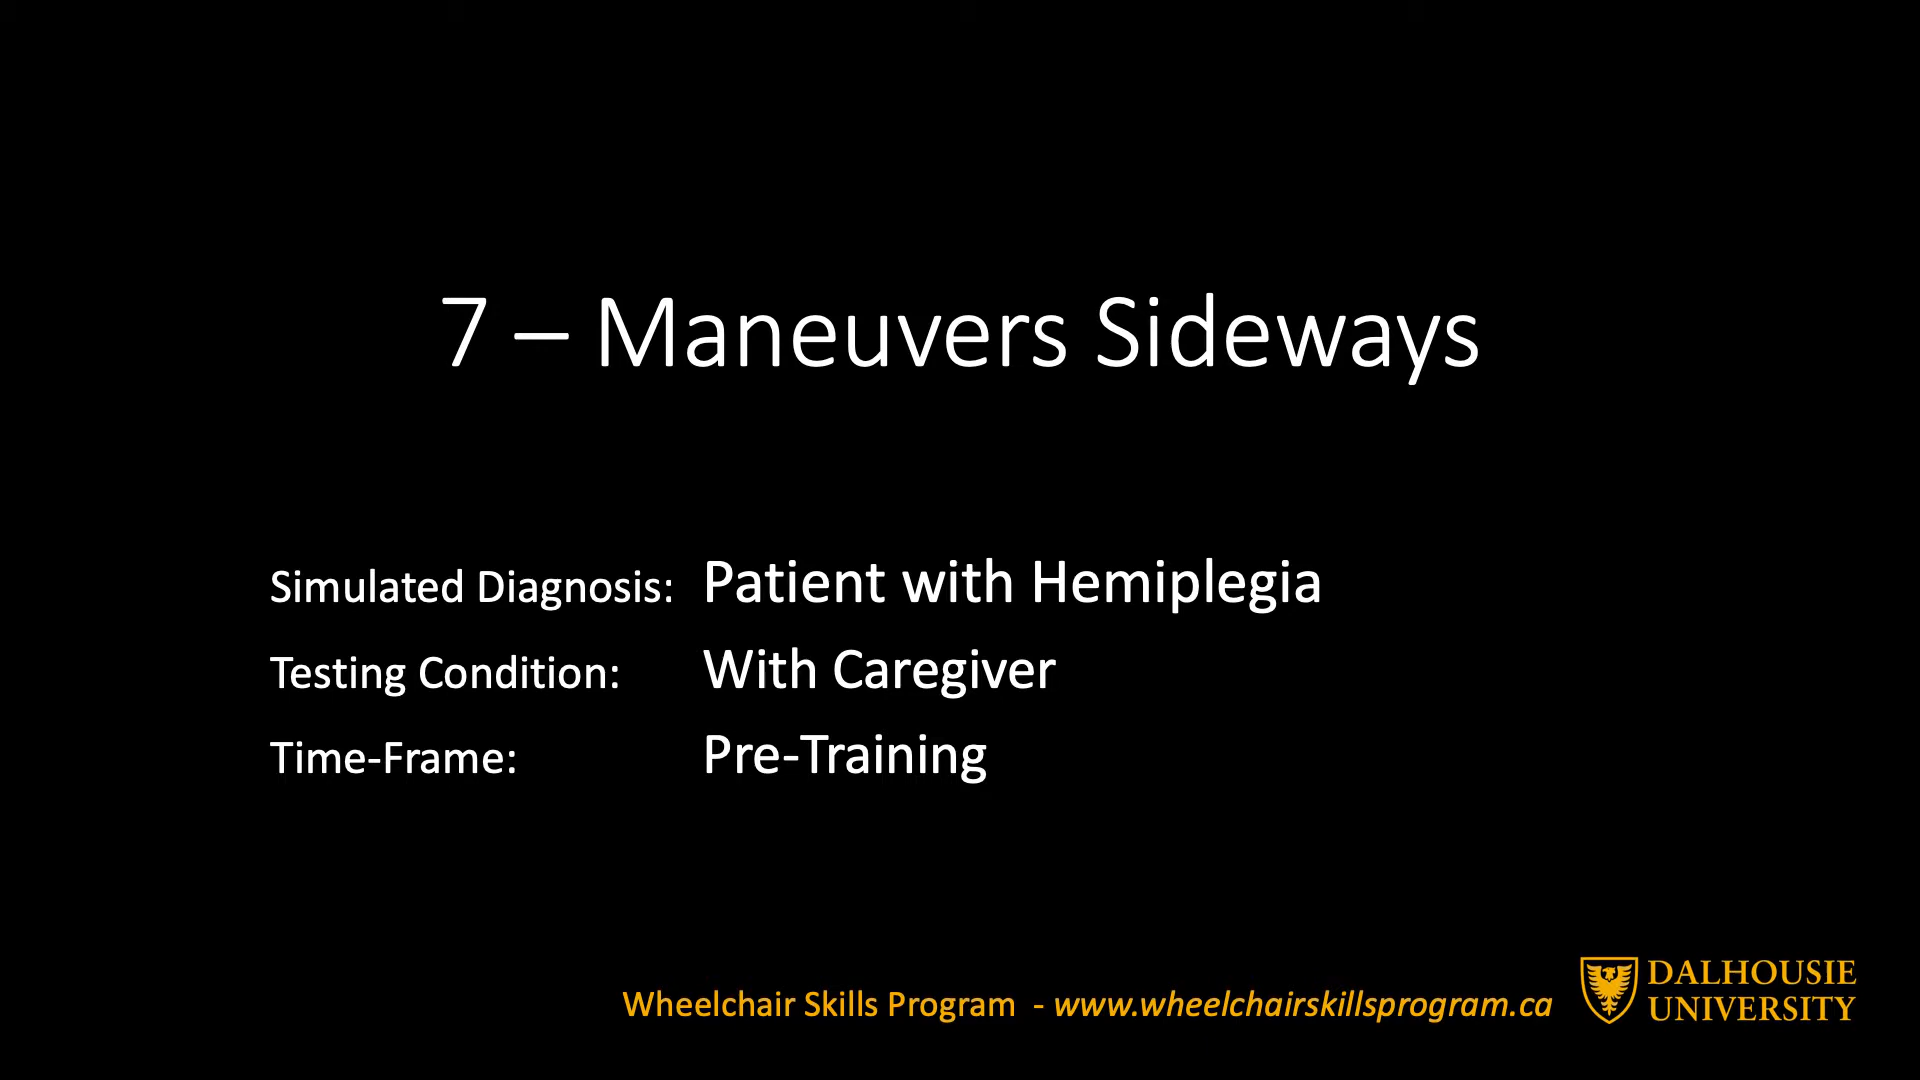 7 – Maneuvers Sideways
Simulated Diagnosis: Patient with Hemiplegia
Testing Condition: With Caregiver
Time-Frame: Pre-Training
Wheelchair Skills Program - www.wheelchairskillsprogram.ca
DALHOUSIE
UNIVERSITY